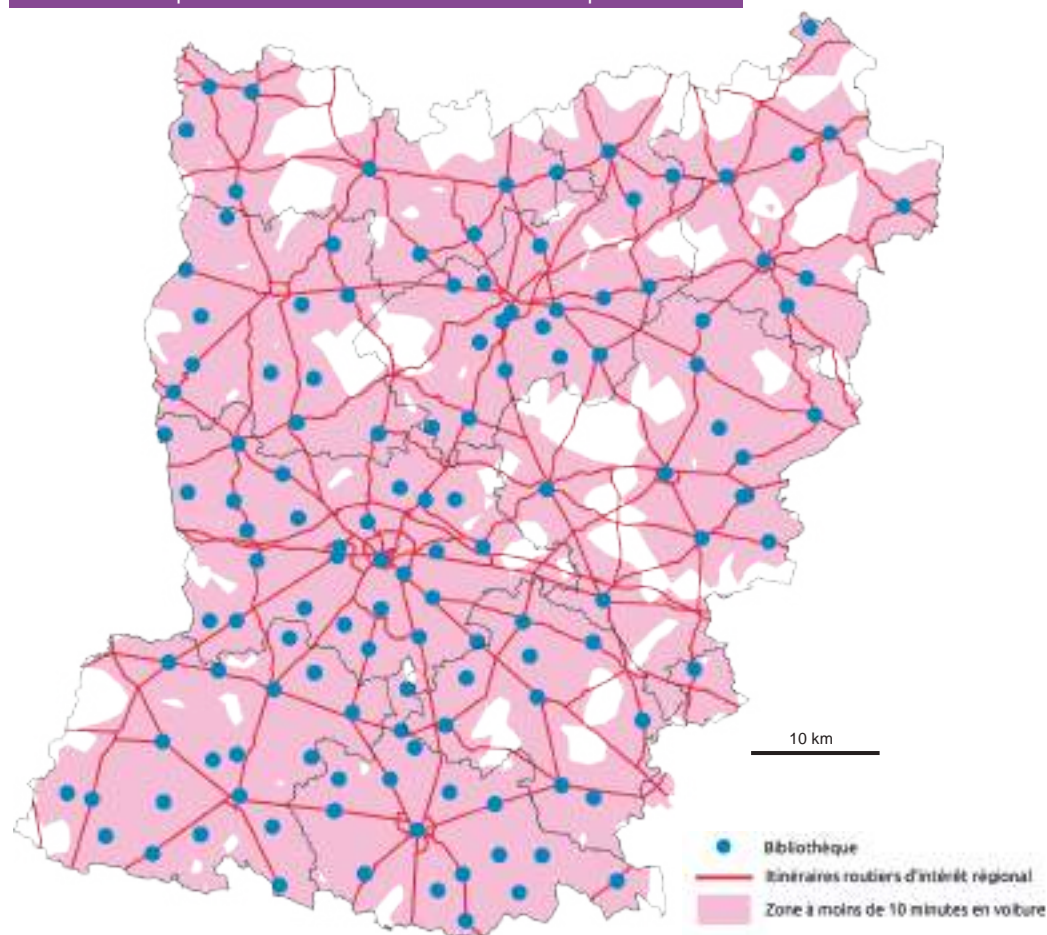 10 km
Bibliothèque
Itinéraires routiers d'intérêt régional
Zone à moins de 10 minutes en voiture